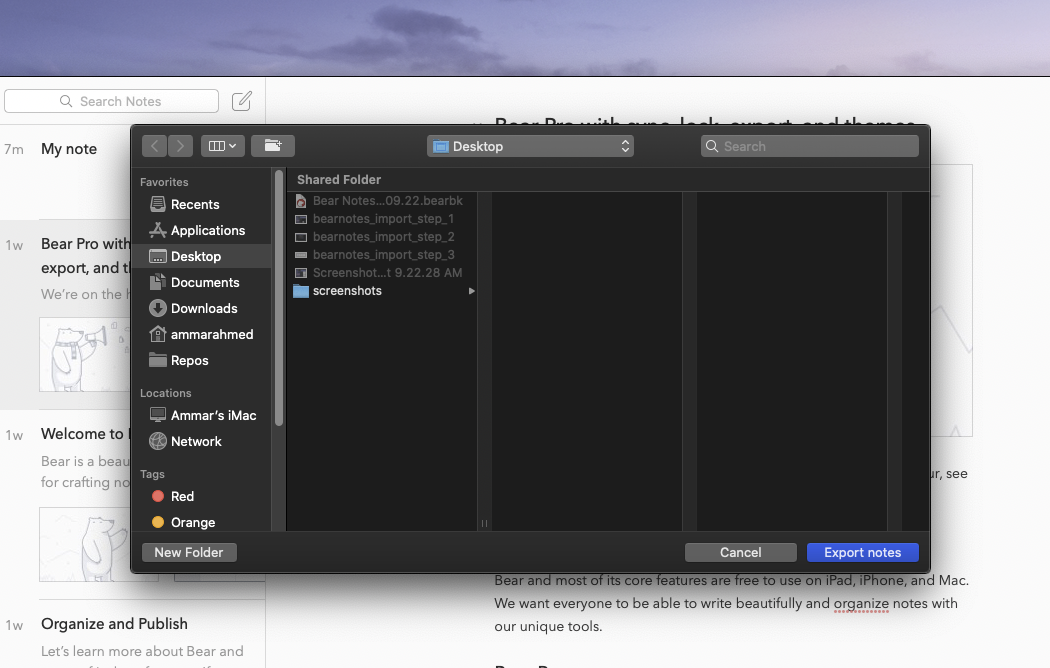 Search Notes
7m My note
1w Bear Pro with
export, and th
We're on the h
1w Welcome to
Bear is a beau
for crafting no
1w Organize and Publish
Let's learn more about Bear and
Bear Pro with sync, lock, export, and themes
Desktop
Search
Favorites
Recents
Applications
Desktop
Documents
Downloads
ammarahmed
Repos
Locations
Ammar's iMac
Network
Tags
Red
Orange
Shared Folder
Bear Notes...09.22.bearbk
bearnotes_import_step_1
bearnotes_import_step_2
bearnotes_import_step_3
Screenshot...t 9.22.28 AM
screenshots
New Folder
Cancel
Export notes
ur, see
Bear and most of its core features are free to use on iPad, iPhone, and Mac.
We want everyone to be able to write beautifully and organize notes with
our unique tools.